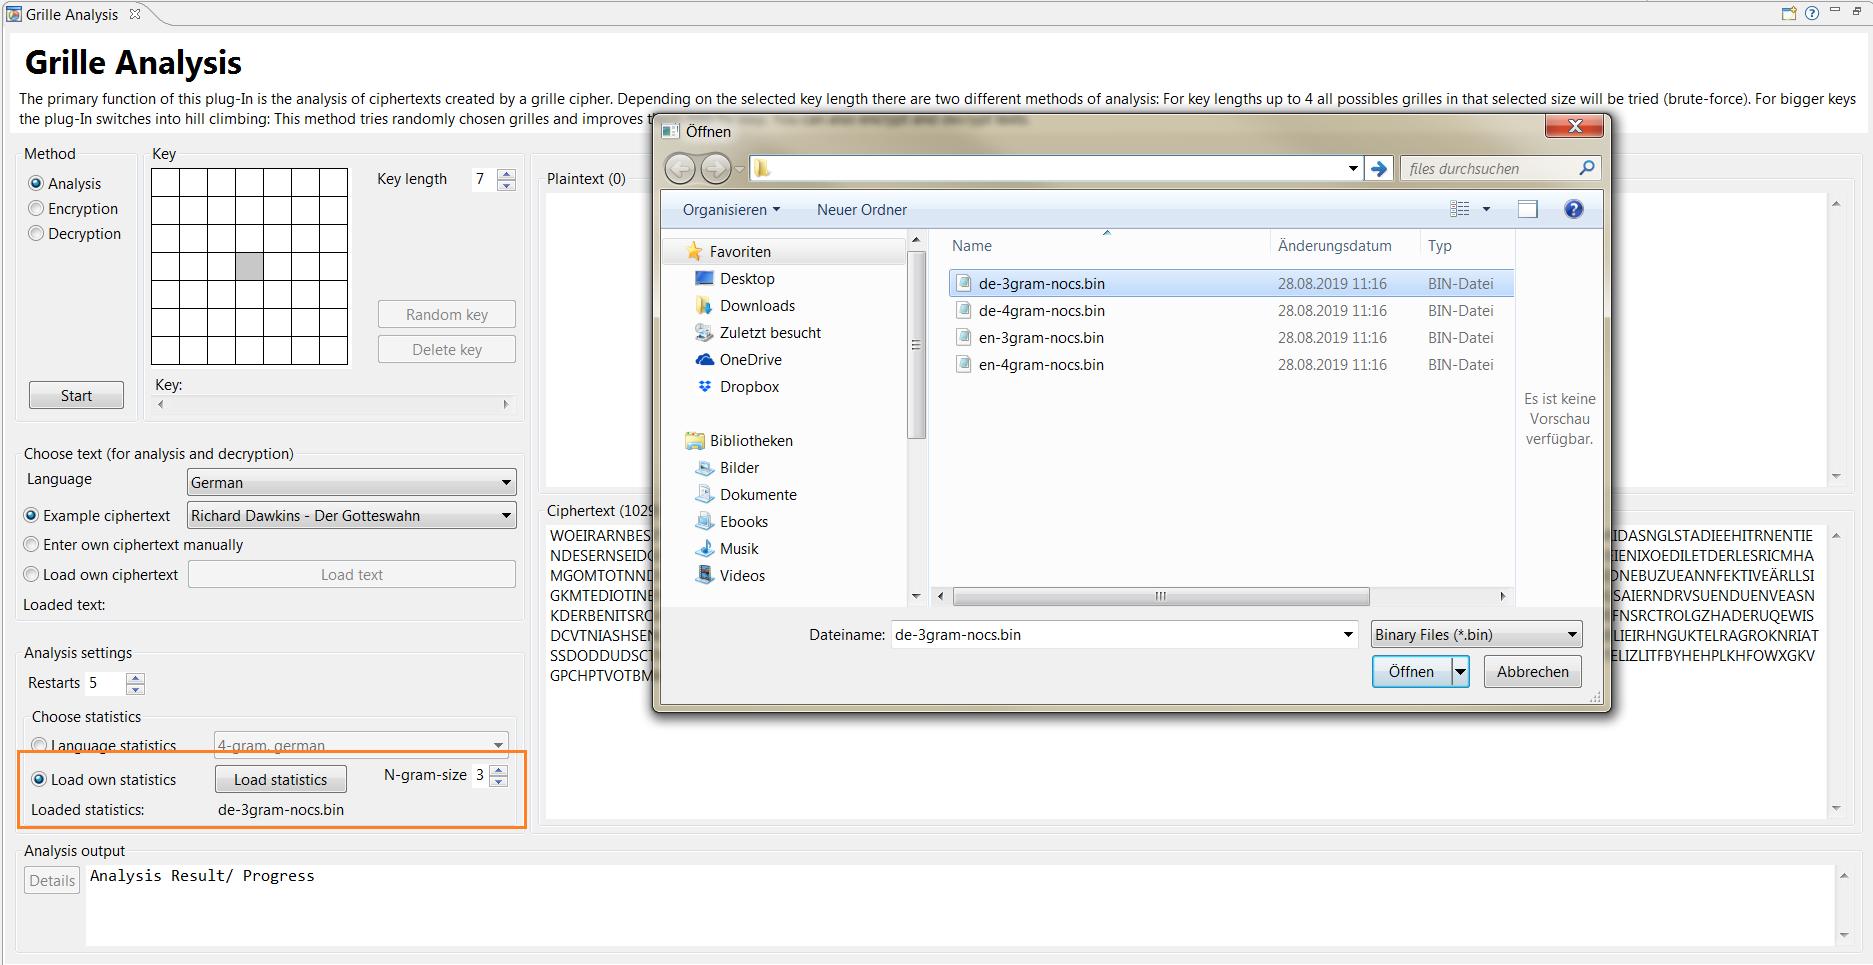 Grille Analysis
Grille Analysis
The primary function of this plug-In is the analysis of ciphertexts created by a grille cipher. Depending on the selected key length there are two different methods of analysis: For key lengths up to 4 all possibles grilles in that selected size will be tried (brute-force). For bigger keys
the plug-In switches into hill climbing: This method tries randomly chosen grilles and improves
Method
Analysis
Encryption
Decryption
Start
Key
Key length 7
Random key
Delete key
Key:
Choose text (for analysis and decryption)
Language German
Example ciphertext Richard Dawkins - Der Gotteswahn
Enter own ciphertext manually
Load own ciphertext Load text
Loaded text:
Analysis settings
Restarts 5
Choose statistics
Language statistics 4-gram, german
Load own statistics Load statistics N-gram-size 3
Loaded statistics: de-3gram-nocs.bin
Plaintext (0)
Ciphertext (1029
WOEIRARNBES IDASNGLSTADIEEHITRNENTIE
NDESERNSEIDC IENIXOEDILETDERLESRICMHA
MGOMTOTNND ONEBUZUEANNFEKTIVEÄRLLSI
GKMTEDIOTINE SAIERNDRVSUENDUENVEASN
KDERBENITSRC FNSRCTROLGZHADERUQEWIS
DCVTNIASHSEN LIEIRHNGUKTELRAGROKNRIAT
SSDODDUDSCT ELIZLITFBYHEHPLKHFOWXGKV
GPCHPTVOTBM
Öffnen
files durchsuchen
Organisieren Neuer Ordner
Favoriten
Desktop
Downloads
Zuletzt besucht
OneDrive
Dropbox
Bibliotheken
Bilder
Dokumente
Ebooks
Musik
Videos
Name Änderungsdatum Typ
de-3gram-nocs.bin 28.08.2019 11:16 BIN-Datei
de-4gram-nocs.bin 28.08.2019 11:16 BIN-Datei
en-3gram-nocs.bin 28.08.2019 11:16 BIN-Datei
en-4gram-nocs.bin 28.08.2019 11:16 BIN-Datei
Es ist keine
Vorschau
verfügbar.
Dateiname: de-3gram-nocs.bin Binary Files (*.bin)
Öffnen Abbrechen
Analysis output
Details
Analysis Result/ Progress